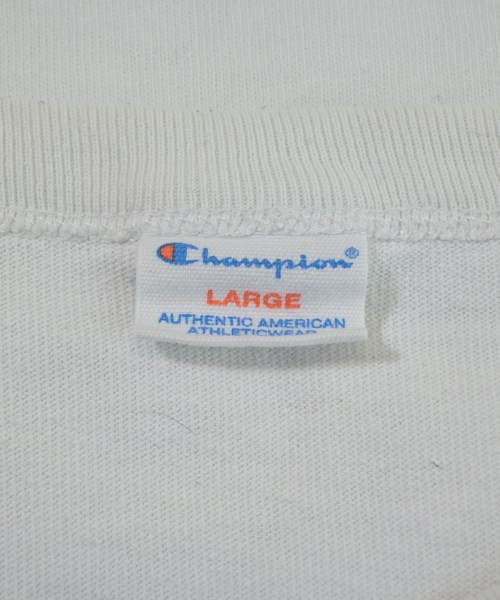 Champion®
LARGE
AUTHENTIC AMERICAN
ATHLETICWEAR